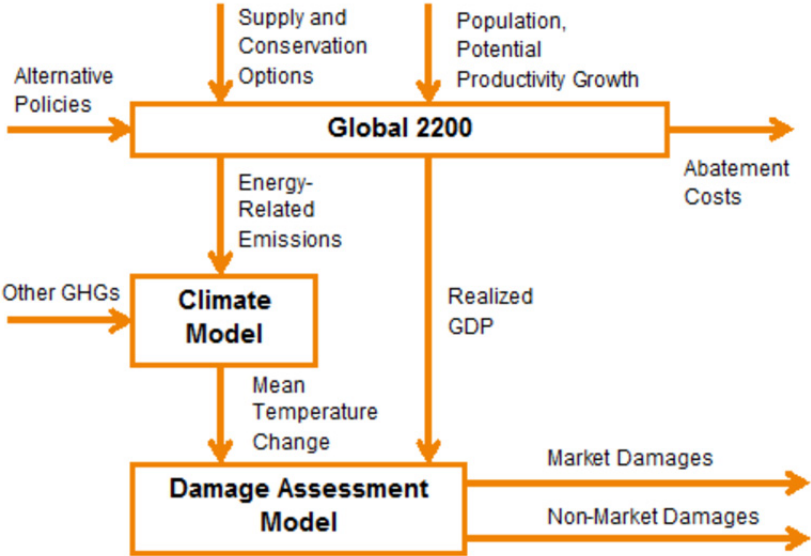 Supply and
Conservation
Options
Population,
Potential
Productivity Growth
Alternative
Policies
Global 2200
Abatement
Costs
Energy-
Related
Emissions
Other GHGs
Climate
Model
Realized
GDP
Mean
Temperature
Change
Damage Assessment
Model
Market Damages
Non-Market Damages